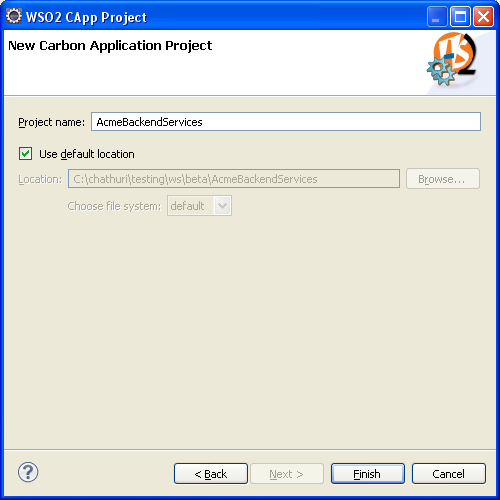 WSO2 CApp Project
New Carbon Application Project
Project name: AcmeBackendServices
Use default location
Location: C:\chathuri\testing\ws\beta\AcmeBackendServices Browse...
Choose file system: default
? < Back Next > Finish Cancel